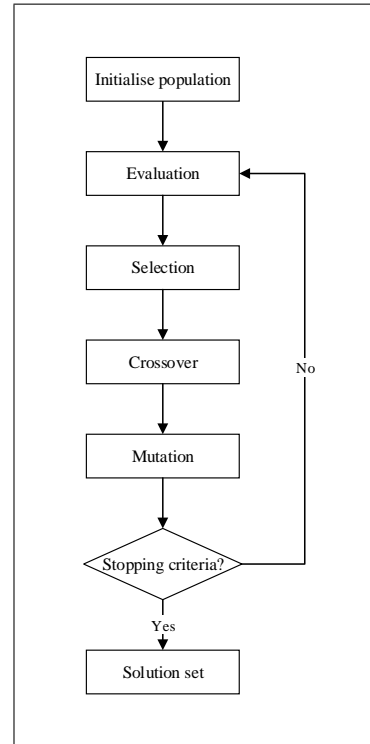 Initialise population
Evaluation
Selection
Crossover
No
Mutation
Stopping criteria?
Yes
Solution set